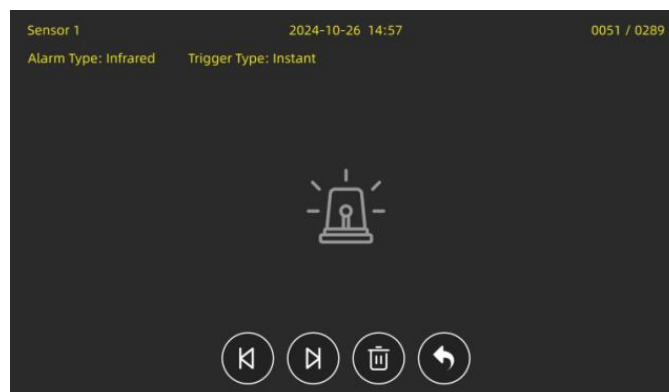 Sensor 1 2024-10-26 14:57 0051 / 0289
Alarm Type: Infrared Trigger Type: Instant